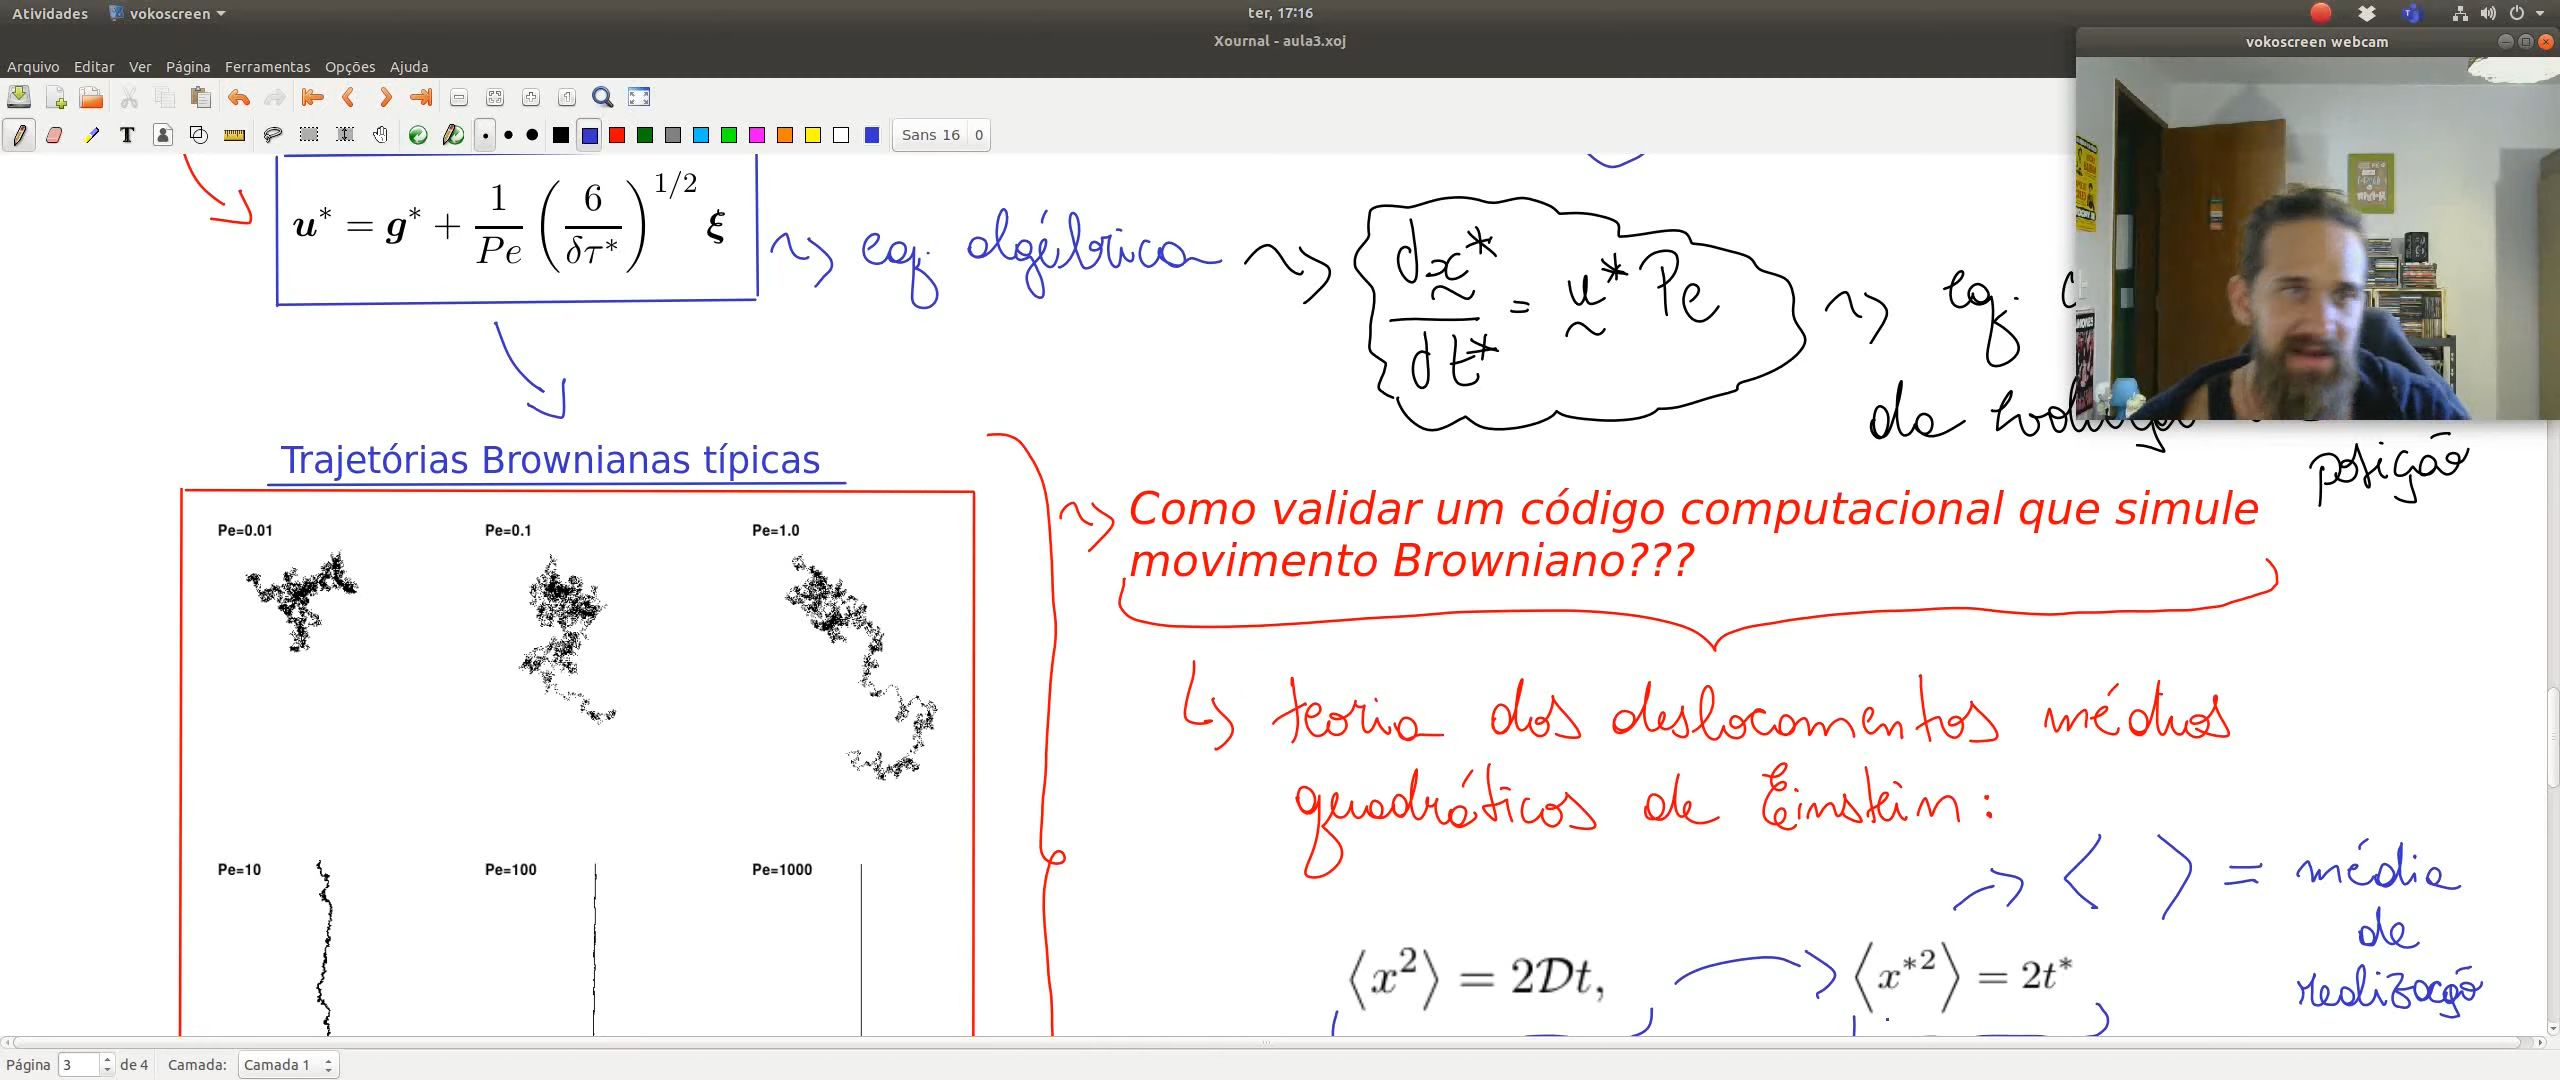 Atividades vokoscreen ter, 17:16
Xournal - aula3.xoj
vokoscreen webcam
Arquivo Editar Ver Página Ferramentas Opções Ajuda
Sans 16 0
u* = g* + 1/Pe (6/δτ*)^{1/2} ξ
eq. algébrica
dx*/dt* = u* Pe
eq.
da
posição
Trajetórias Brownianas típicas
Como validar um código computacional que simule
movimento Browniano???
Pe=0.01 Pe=0.1 Pe=1.0
teoria dos deslocamentos médios
quadráticos de Einstein:
Pe=10 Pe=100 Pe=1000
⟨ ⟩ = média
de
realização
⟨x²⟩ = 2𝒟t, ⟨x*²⟩ = 2t*
Página 3 de 4 Camada: Camada 1